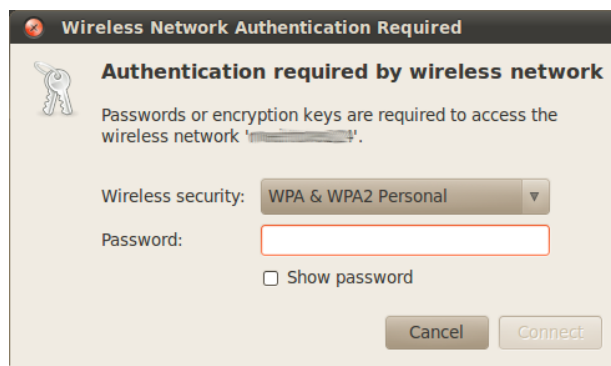 Wireless Network Authentication Required
Authentication required by wireless network
Passwords or encryption keys are required to access the
wireless network ' '.
Wireless security: WPA & WPA2 Personal
Password:
Show password
Cancel Connect